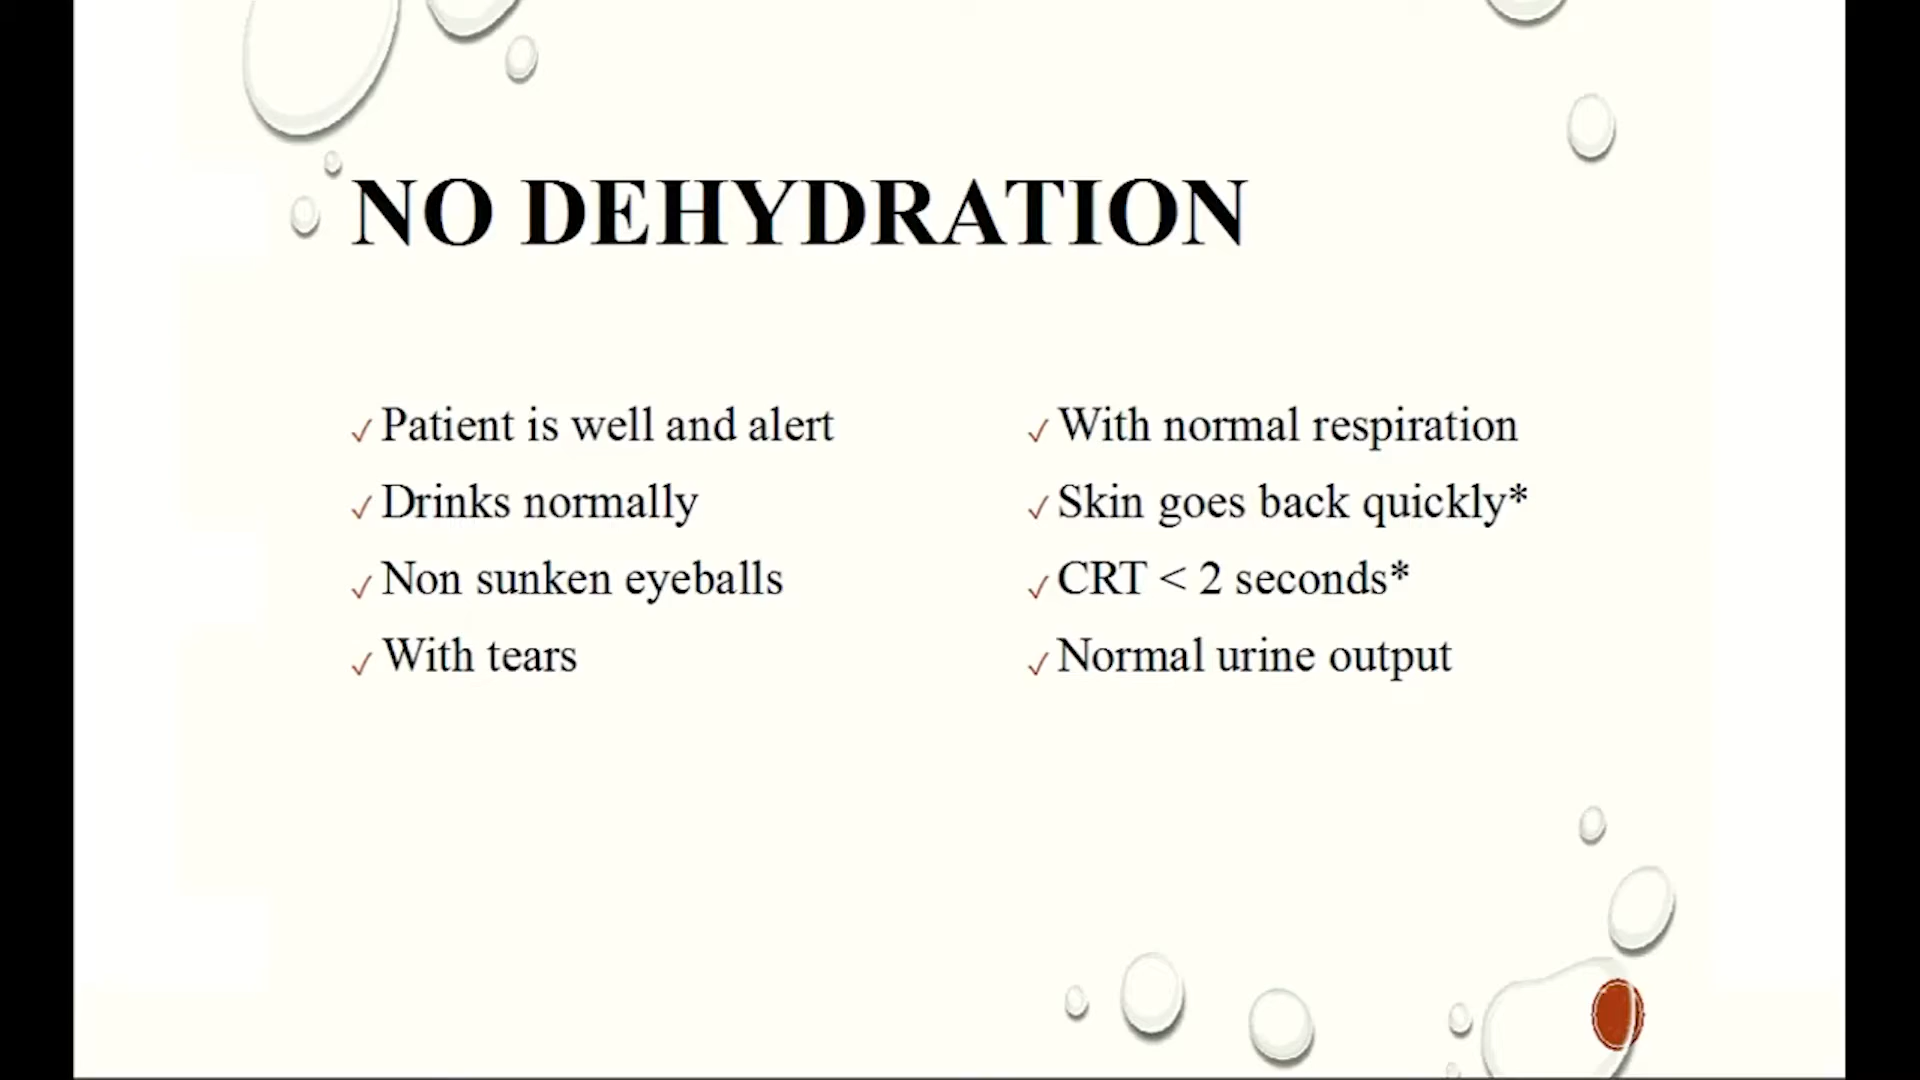 NO DEHYDRATION
✓Patient is well and alert
✓Drinks normally
✓Non sunken eyeballs
✓With tears
✓With normal respiration
✓Skin goes back quickly*
✓CRT < 2 seconds*
✓Normal urine output